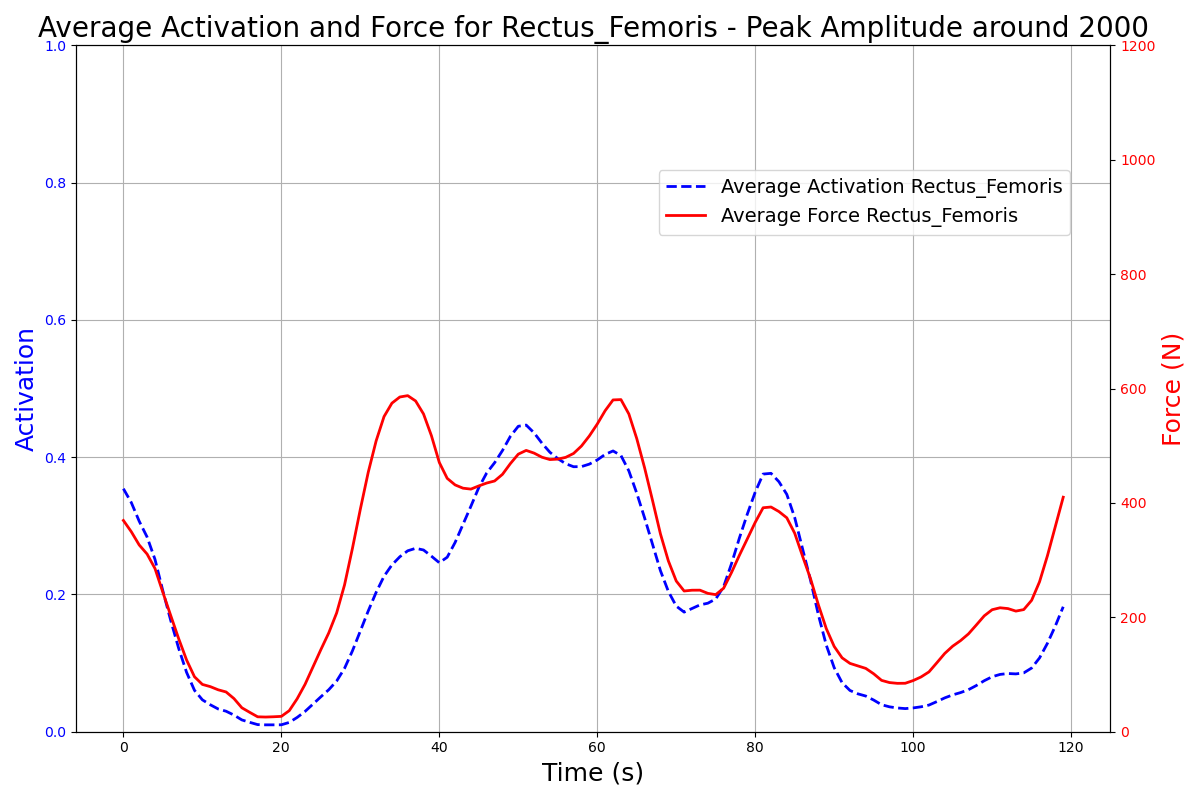 Average Activation and Force for Rectus_Femoris - Peak Amplitude around 2000
1.0
0.8
0.6
0.4
0.2
0.0
Activation
1200
1000
800
600
400
200
0
Force (N)
Average Activation Rectus_Femoris
Average Force Rectus_Femoris
0 20 40 60 80 100 120
Time (s)